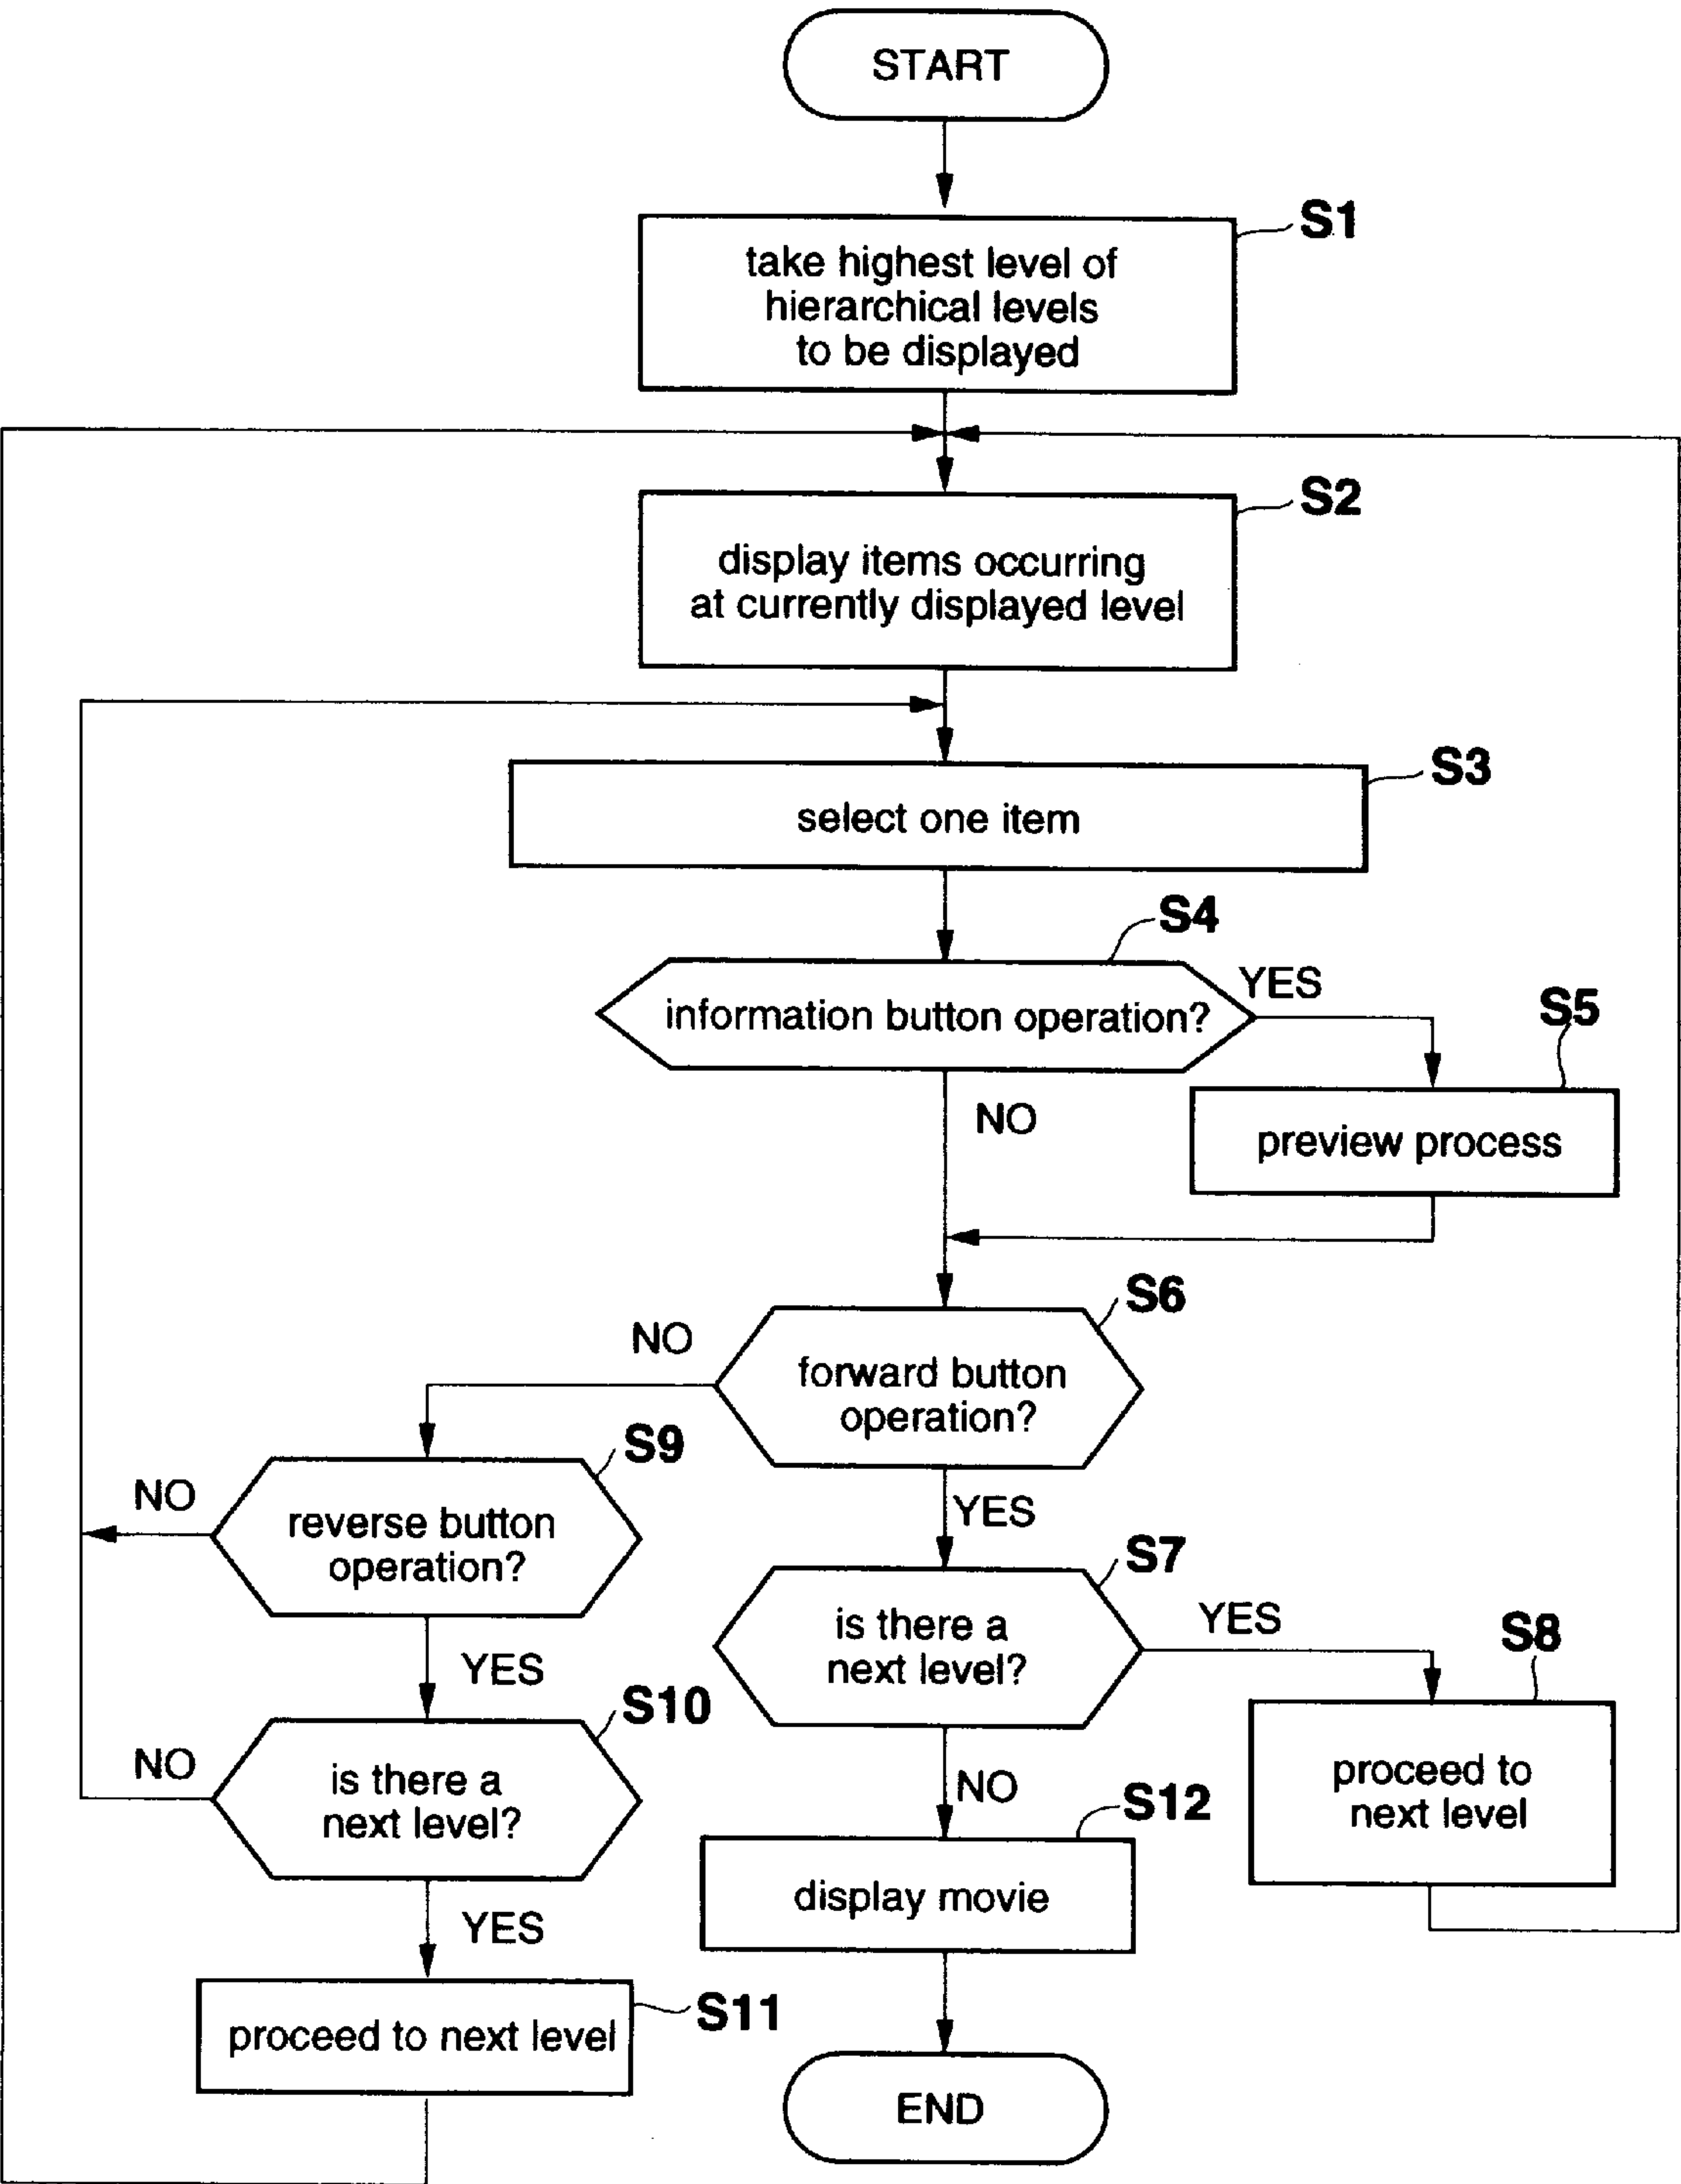 START
S1
take highest level of
hierarchical levels
to be displayed
S2
display items occurring
at currently displayed level
S3
select one item
S4
information button operation?
YES
S5
NO
preview process
S6
NO
forward button
operation?
S9
NO
reverse button
operation?
YES
S7
is there a
next level?
YES
S8
YES
S10
NO
is there a
next level?
NO
S12
proceed to
next level
display movie
YES
S11
proceed to next level
END